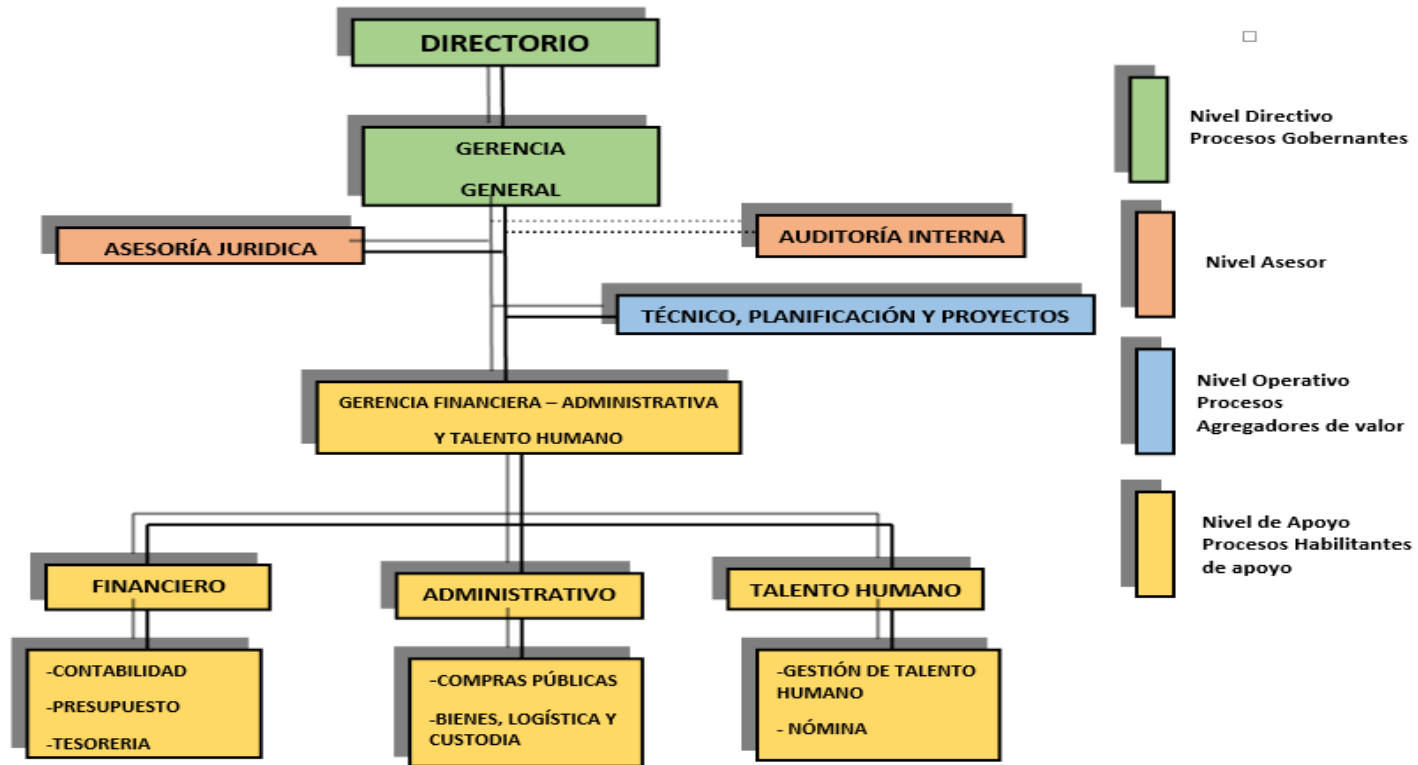 DIRECTORIO
GERENCIA
GENERAL
ASESORÍA JURIDICA
AUDITORÍA INTERNA
TÉCNICO, PLANIFICACIÓN Y PROYECTOS
GERENCIA FINANCIERA – ADMINISTRATIVA
Y TALENTO HUMANO
FINANCIERO
ADMINISTRATIVO
TALENTO HUMANO
-CONTABILIDAD
-PRESUPUESTO
-TESORERIA
-COMPRAS PÚBLICAS
-BIENES, LOGÍSTICA Y
CUSTODIA
-GESTIÓN DE TALENTO
HUMANO
- NÓMINA
Nivel Directivo
Procesos Gobernantes
Nivel Asesor
Nivel Operativo
Procesos
Agregadores de valor
Nivel de Apoyo
Procesos Habilitantes
de apoyo